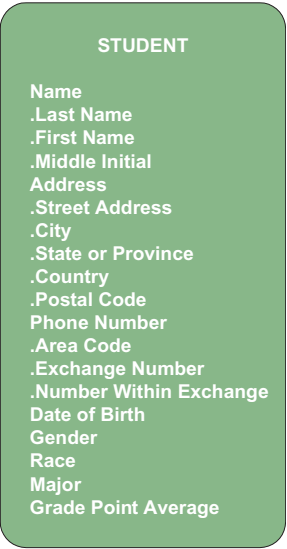 STUDENT
Name
.Last Name
.First Name
.Middle Initial
Address
.Street Address
.City
.State or Province
.Country
.Postal Code
Phone Number
.Area Code
.Exchange Number
.Number Within Exchange
Date of Birth
Gender
Race
Major
Grade Point Average